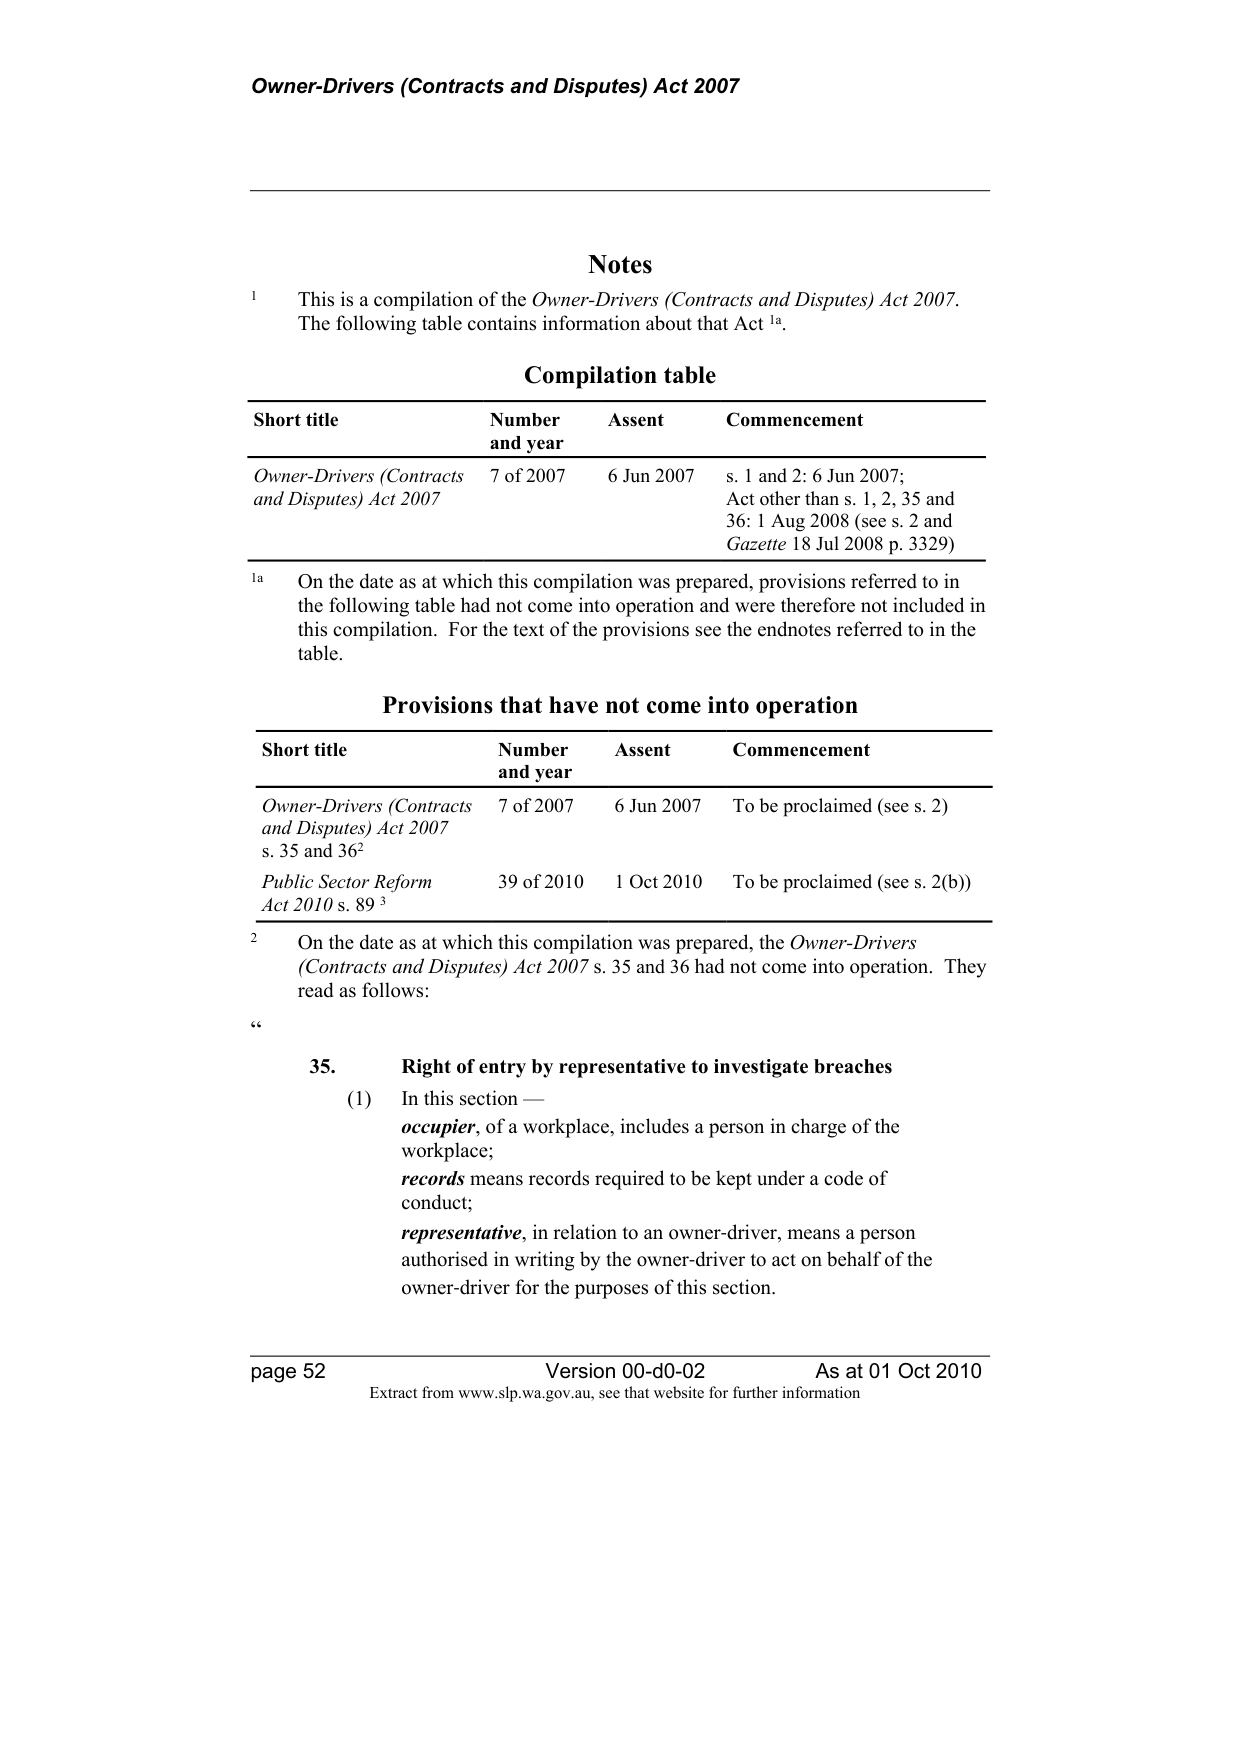 Owner-Drivers (Contracts and Disputes) Act 2007
Notes
1 This is a compilation of the Owner-Drivers (Contracts and Disputes) Act 2007.
The following table contains information about that Act 1a.
Compilation table
Short title Number and year Assent Commencement
Owner-Drivers (Contracts 7 of 2007 6 Jun 2007 s. 1 and 2: 6 Jun 2007;
and Disputes) Act 2007 Act other than s. 1, 2, 35 and
36: 1 Aug 2008 (see s. 2 and
Gazette 18 Jul 2008 p. 3329)
1a On the date as at which this compilation was prepared, provisions referred to in
the following table had not come into operation and were therefore not included in
this compilation. For the text of the provisions see the endnotes referred to in the
table.
Provisions that have not come into operation
Short title Number and year Assent Commencement
Owner-Drivers (Contracts 7 of 2007 6 Jun 2007 To be proclaimed (see s. 2)
and Disputes) Act 2007
s. 35 and 36 2
Public Sector Reform 39 of 2010 1 Oct 2010 To be proclaimed (see s. 2(b))
Act 2010 s. 89 3
2 On the date as at which this compilation was prepared, the Owner-Drivers
(Contracts and Disputes) Act 2007 s. 35 and 36 had not come into operation. They
read as follows:
“
35. Right of entry by representative to investigate breaches
(1) In this section —
occupier, of a workplace, includes a person in charge of the
workplace;
records means records required to be kept under a code of
conduct;
representative, in relation to an owner-driver, means a person
authorised in writing by the owner-driver to act on behalf of the
owner-driver for the purposes of this section.
page 52 Version 00-d0-02 As at 01 Oct 2010
Extract from www.slp.wa.gov.au, see that website for further information